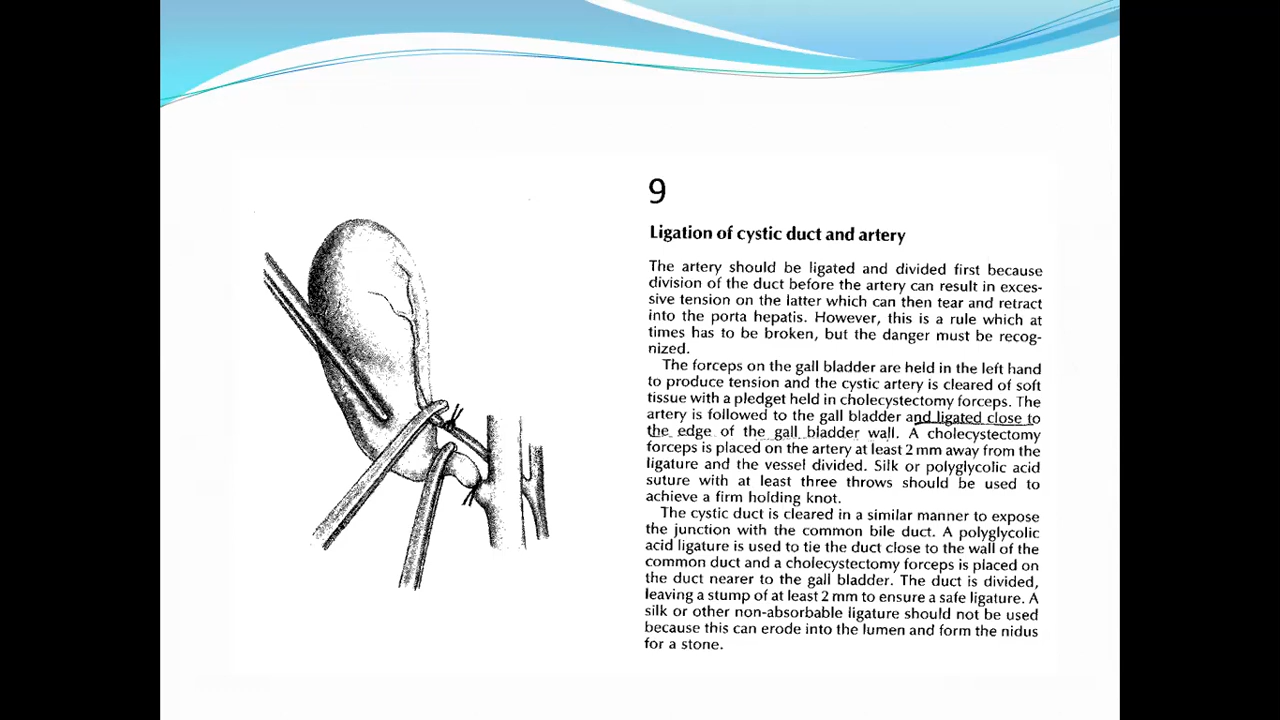 9
Ligation of cystic duct and artery
The artery should be ligated and divided first because
division of the duct before the artery can result in exces-
sive tension on the latter which can then tear and retract
into the porta hepatis. However, this is a rule which at
times has to be broken, but the danger must be recog-
nized.
The forceps on the gall bladder are held in the left hand
to produce tension and the cystic artery is cleared of soft
tissue with a pledget held in cholecystectomy forceps. The
artery is followed to the gall bladder and ligated close to
the edge of the gall bladder wall. A cholecystectomy
forceps is placed on the artery at least 2 mm away from the
ligature and the vessel divided. Silk or polyglycolic acid
suture with at least three throws should be used to
achieve a firm holding knot.
The cystic duct is cleared in a similar manner to expose
the junction with the common bile duct. A polyglycolic
acid ligature is used to tie the duct close to the wall of the
common duct and a cholecystectomy forceps is placed on
the duct nearer to the gall bladder. The duct is divided,
leaving a stump of at least 2 mm to ensure a safe ligature. A
silk or other non-absorbable ligature should not be used
because this can erode into the lumen and form the nidus
for a stone.